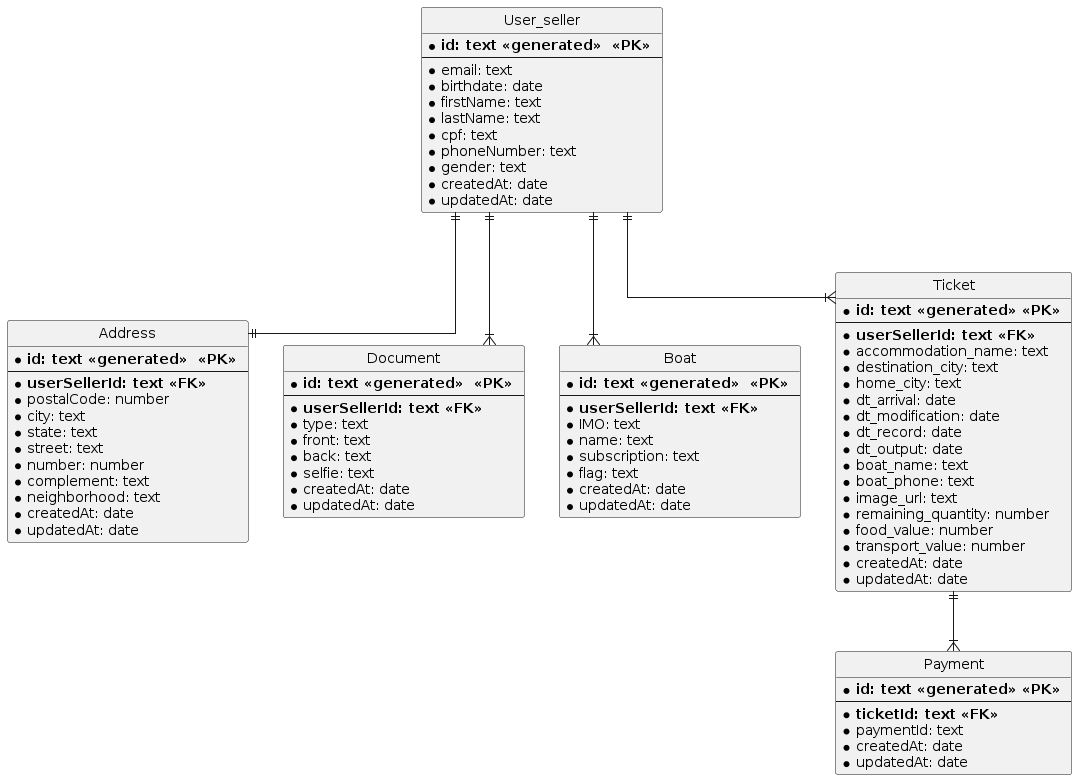 User_seller
id: text «generated» «PK»
email: text
birthdate: date
firstName: text
lastName: text
cpf: text
phoneNumber: text
gender: text
createdAt: date
updatedAt: date
Address
id: text «generated» «PK»
userSellerId: text «FK»
postalCode: number
city: text
state: text
street: text
number: number
complement: text
neighborhood: text
createdAt: date
updatedAt: date
Document
id: text «generated» «PK»
userSellerId: text «FK»
type: text
front: text
back: text
selfie: text
createdAt: date
updatedAt: date
Boat
id: text «generated» «PK»
userSellerId: text «FK»
IMO: text
name: text
subscription: text
flag: text
createdAt: date
updatedAt: date
Ticket
id: text «generated» «PK»
userSellerId: text «FK»
accommodation_name: text
destination_city: text
home_city: text
dt_arrival: date
dt_modification: date
dt_record: date
dt_output: date
boat_name: text
boat_phone: text
image_url: text
remaining_quantity: number
food_value: number
transport_value: number
createdAt: date
updatedAt: date
Payment
id: text «generated» «PK»
ticketId: text «FK»
paymentId: text
createdAt: date
updatedAt: date